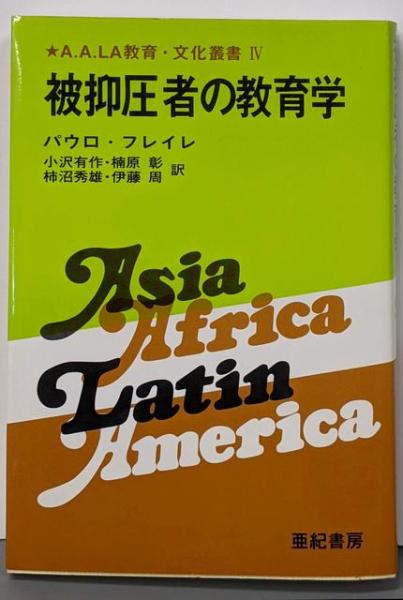 ★A.A.LA教育・文化叢書 Ⅳ
被抑圧者の教育学
パウロ・フレイレ
小沢有作・楠原 彰
柿沼秀雄・伊藤 周 訳
Asia
Africa
Latin
America
亜紀書房